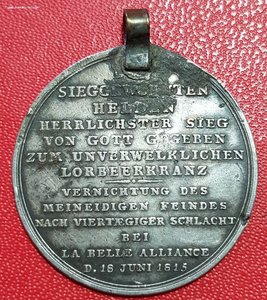 HELDEN
HERRLICHSTER SIEG
VON GOTT GEGEBEN
ZUM UNVERWELKLICHEN
LORBEERKRANZ
VERNICHTUNG DES
MEINEIDIGEN FEINDES
NACH VIERTÆGIGER SCHLACHT
BEI
LA BELLE ALLIANCE
D. 18 JUNI 1815